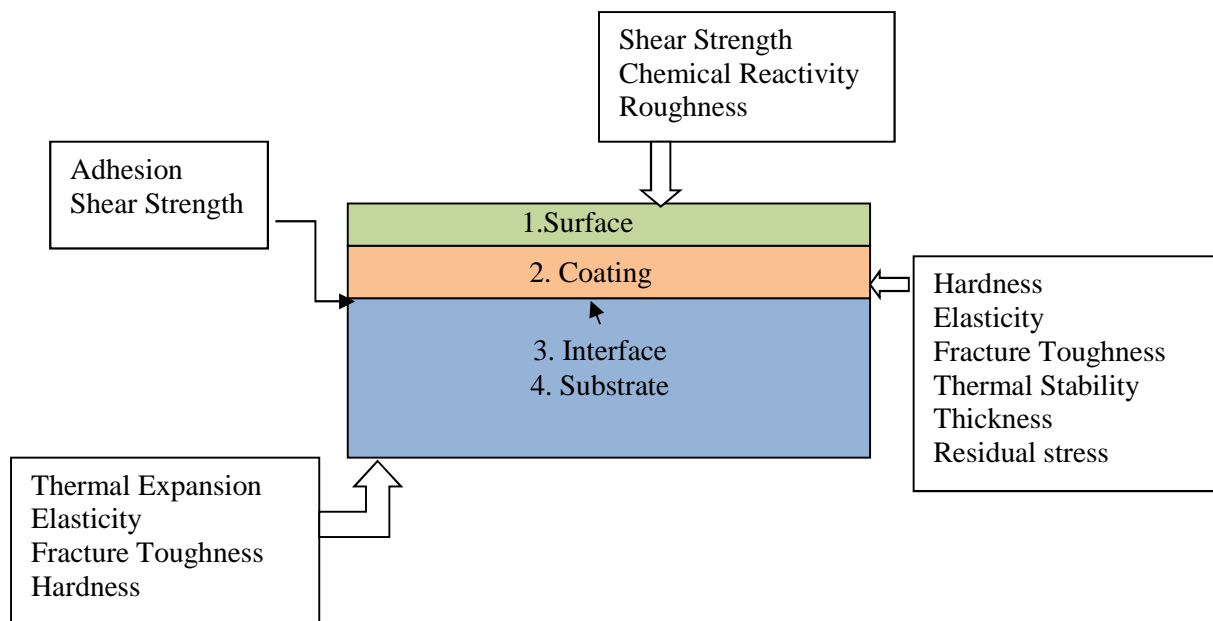 Shear Strength
Chemical Reactivity
Roughness
Adhesion
Shear Strength
1.Surface
2. Coating
3. Interface
4. Substrate
Hardness
Elasticity
Fracture Toughness
Thermal Stability
Thickness
Residual stress
Thermal Expansion
Elasticity
Fracture Toughness
Hardness